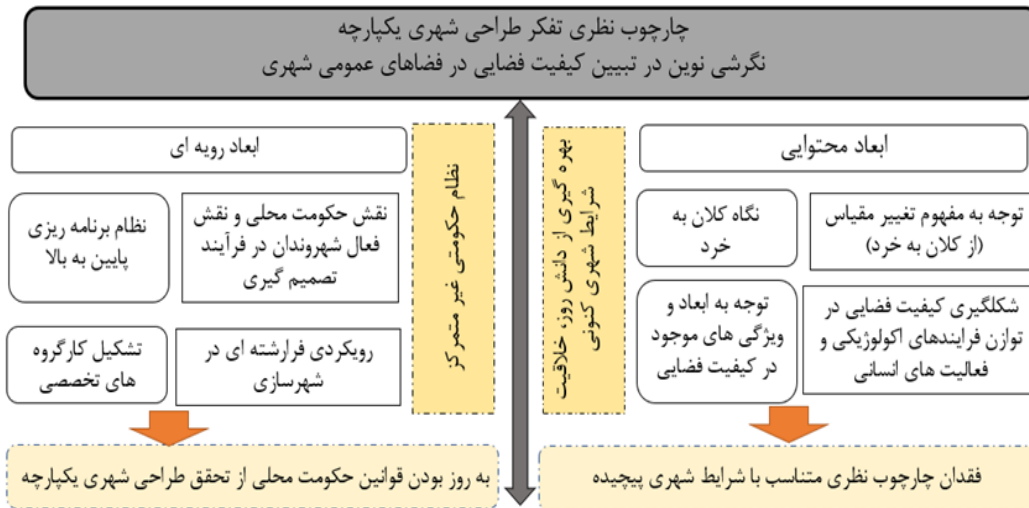 چارچوب نظری تفکر طراحی شهری یکپارچه
نگرشی نوین در تبیین کیفیت فضایی در فضاهای عمومی شهری
ابعاد محتوایی
توجه به مفهوم تغییر مقیاس
(از کلان به خرد)
نگاه کلان به
خرد
شکلگیری کیفیت فضایی در
توازن فرایندهای اکولوژیکی و
فعالیت های انسانی
توجه به ابعاد و
ویژگی های موجود
در کیفیت فضایی
فقدان چارچوب نظری متناسب با شرایط شهری پیچیده
بهره گیری از دانش روز، خلاقیت
شرایط شهری کنونی
نظام حکومتی غیر متمرکز
ابعاد رویه ای
نقش حکومت محلی و نقش
فعال شهروندان در فرآیند
تصمیم گیری
نظام برنامه ریزی
پایین به بالا
رویکردی فرارشته ای در
شهرسازی
تشکیل کارگروه
های تخصصی
به روز بودن قوانین حکومت محلی از تحقق طراحی شهری یکپارچه